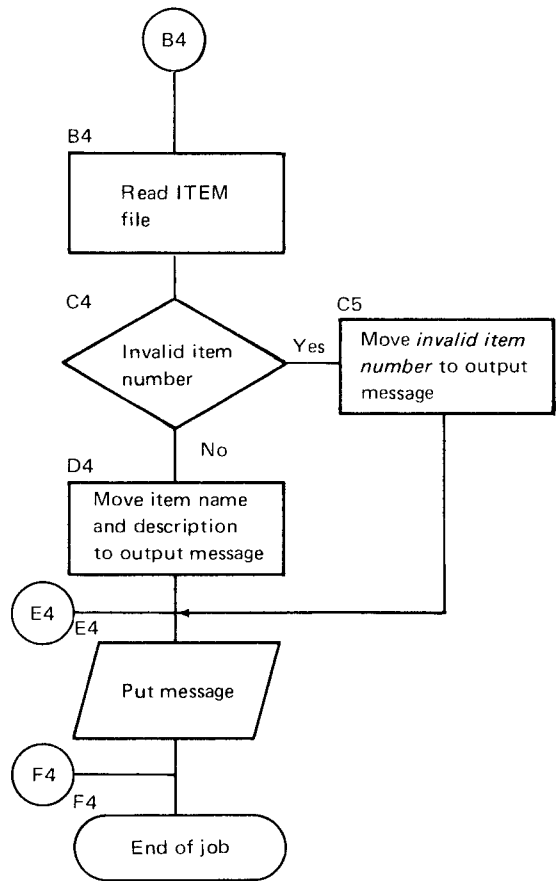 B4
B4
Read ITEM
file
C4
Invalid item
number
Yes
C5
Move invalid item
number to output
message
No
D4
Move item name
and description
to output message
E4
E4
Put message
F4
F4
End of job